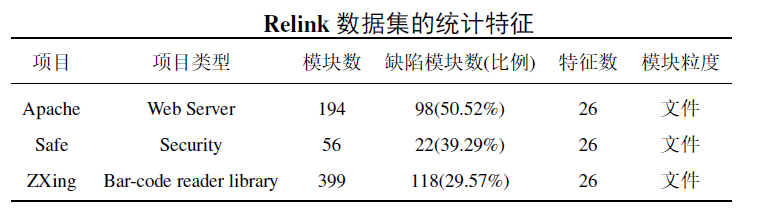 Relink 数据集的统计特征
项目 项目类型 模块数 缺陷模块数(比例) 特征数 模块粒度
Apache Web Server 194 98(50.52%) 26 文件
Safe Security 56 22(39.29%) 26 文件
ZXing Bar-code reader library 399 118(29.57%) 26 文件